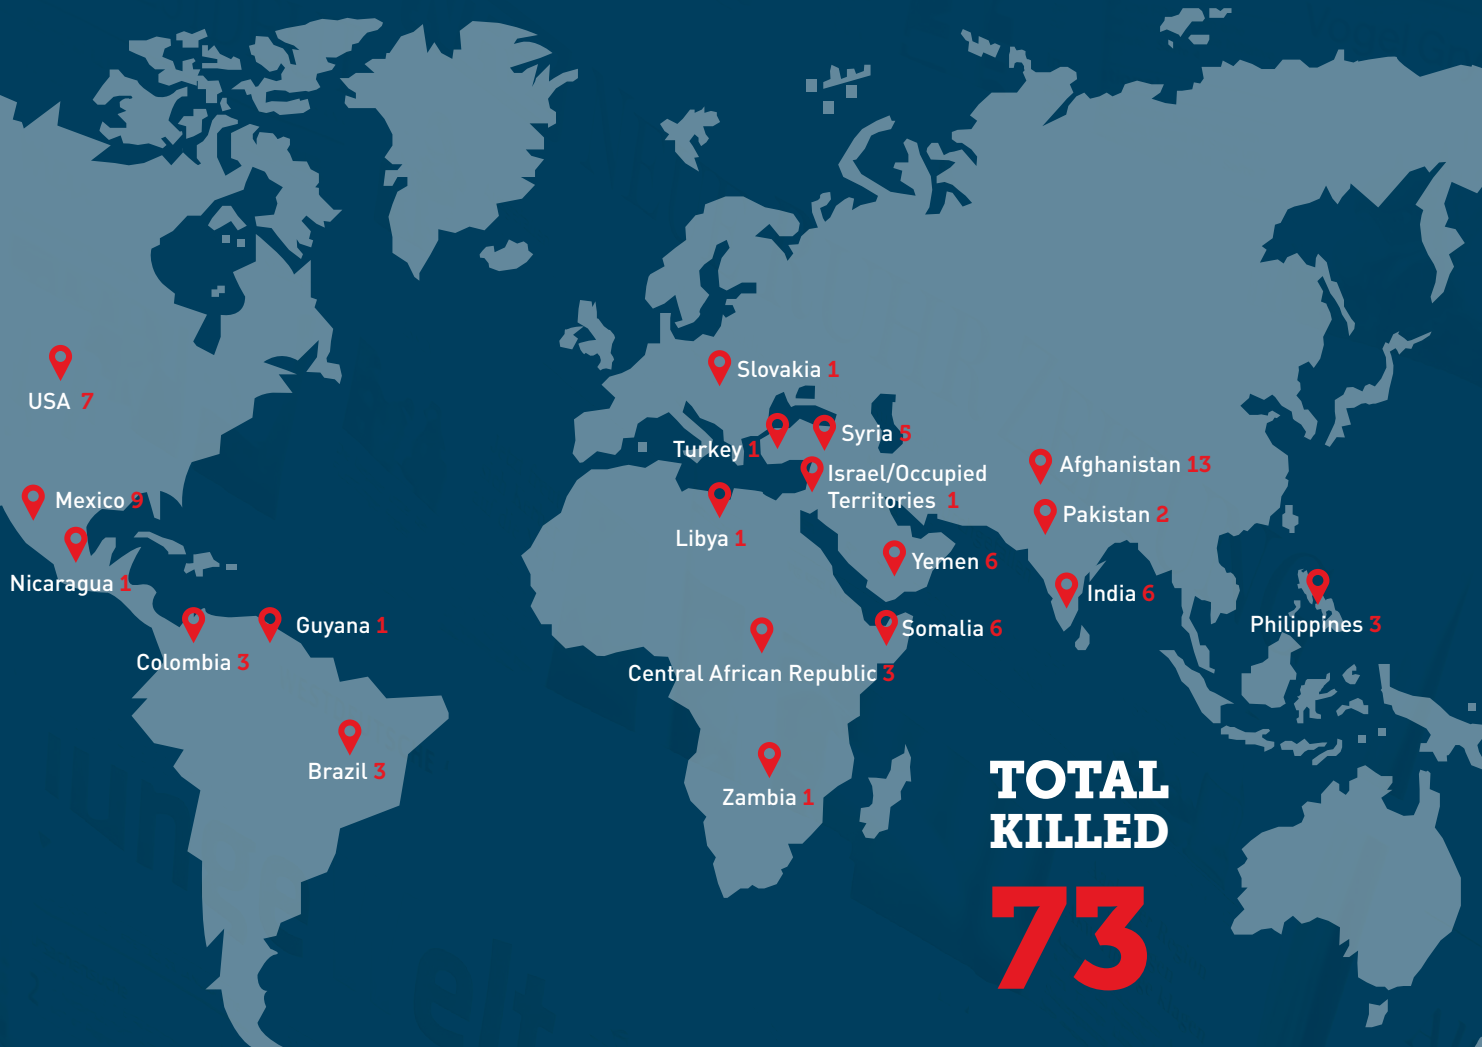 Slovakia 1
USA 7
Turkey 1
Syria 5
Afghanistan 13
Israel/Occupied
Territories 1
Mexico 9
Pakistan 2
Libya 1
Yemen 6
Nicaragua 1
India 6
Guyana 1
Somalia 6
Philippines 3
Colombia 3
Central African Republic 3
Brazil 3
Zambia 1
TOTAL
KILLED
73